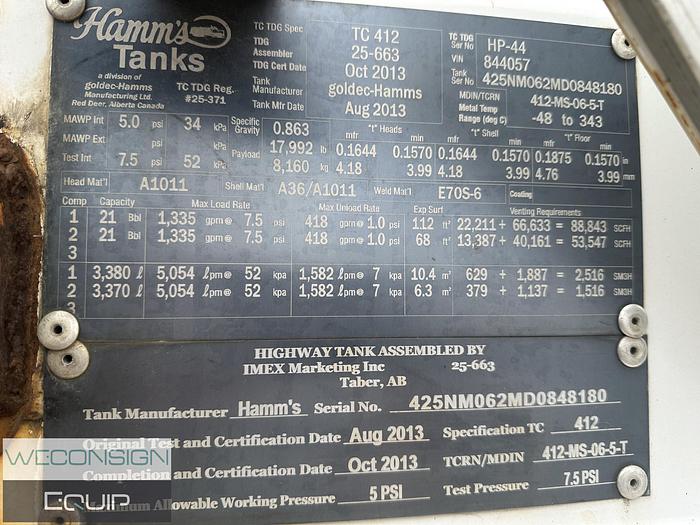 Hamm's
Tanks
a division of
goldec-Hamms
Manufacturing Ltd.
Red Deer, Alberta Canada
TC TDG Reg.
#25-371
TC TDG Spec TC 412
TDG Assembler 25-663
TDG Cert Date Oct 2013
Tank Manufacturer goldec-Hamms
Tank Mfr Date Aug 2013
TC TDG Ser No HP-44
VIN 844057
Tank Ser No 425NM062MD0848180
MDIN/TCRN 412-MS-06-5-T
Metal Temp Range (deg C) -48 to 343
MAWP Int 5.0 psi 34 kPa
MAWP Ext psi kPa
Test Int 7.5 psi 52 kPa
Specific Gravity 0.863
Payload 17,992 lb
8,160 kg
"t" Heads "t" Shell "t" Floor
mfr min mfr min mfr min
0.1644 0.1570 0.1644 0.1570 0.1875 0.1570 in
4.18 3.99 4.18 3.99 4.76 3.99 mm
Head Mat'l A1011 Shell Mat'l A36/A1011 Weld Mat'l E70S-6 Coating
Comp Capacity Max Load Rate Max Unload Rate Exp Surf Venting Requirements
1 21 Bbl 1,335 gpm@ 7.5 psi 418 gpm@ 1.0 psi 112 ft² 22,211 + 66,633 = 88,843 SCFH
2 21 Bbl 1,335 gpm@ 7.5 psi 418 gpm@ 1.0 psi 68 ft² 13,387 + 40,161 = 53,547 SCFH
3
1 3,380 ℓ 5,054 ℓpm@ 52 kpa 1,582 ℓpm@ 7 kpa 10.4 m² 629 + 1,887 = 2,516 SM3H
2 3,370 ℓ 5,054 ℓpm@ 52 kpa 1,582 ℓpm@ 7 kpa 6.3 m² 379 + 1,137 = 1,516 SM3H
3
HIGHWAY TANK ASSEMBLED BY
IMEX Marketing Inc 25-663
Taber, AB
Tank Manufacturer Hamm's Serial No. 425NM062MD0848180
Original Test and Certification Date Aug 2013 Specification TC 412
Completion and Certification Date Oct 2013 TCRN/MDIN 412-MS-06-5-T
Maximum Allowable Working Pressure 5 PSI Test Pressure 7.5 PSI
WECONSIGN
EQUIP